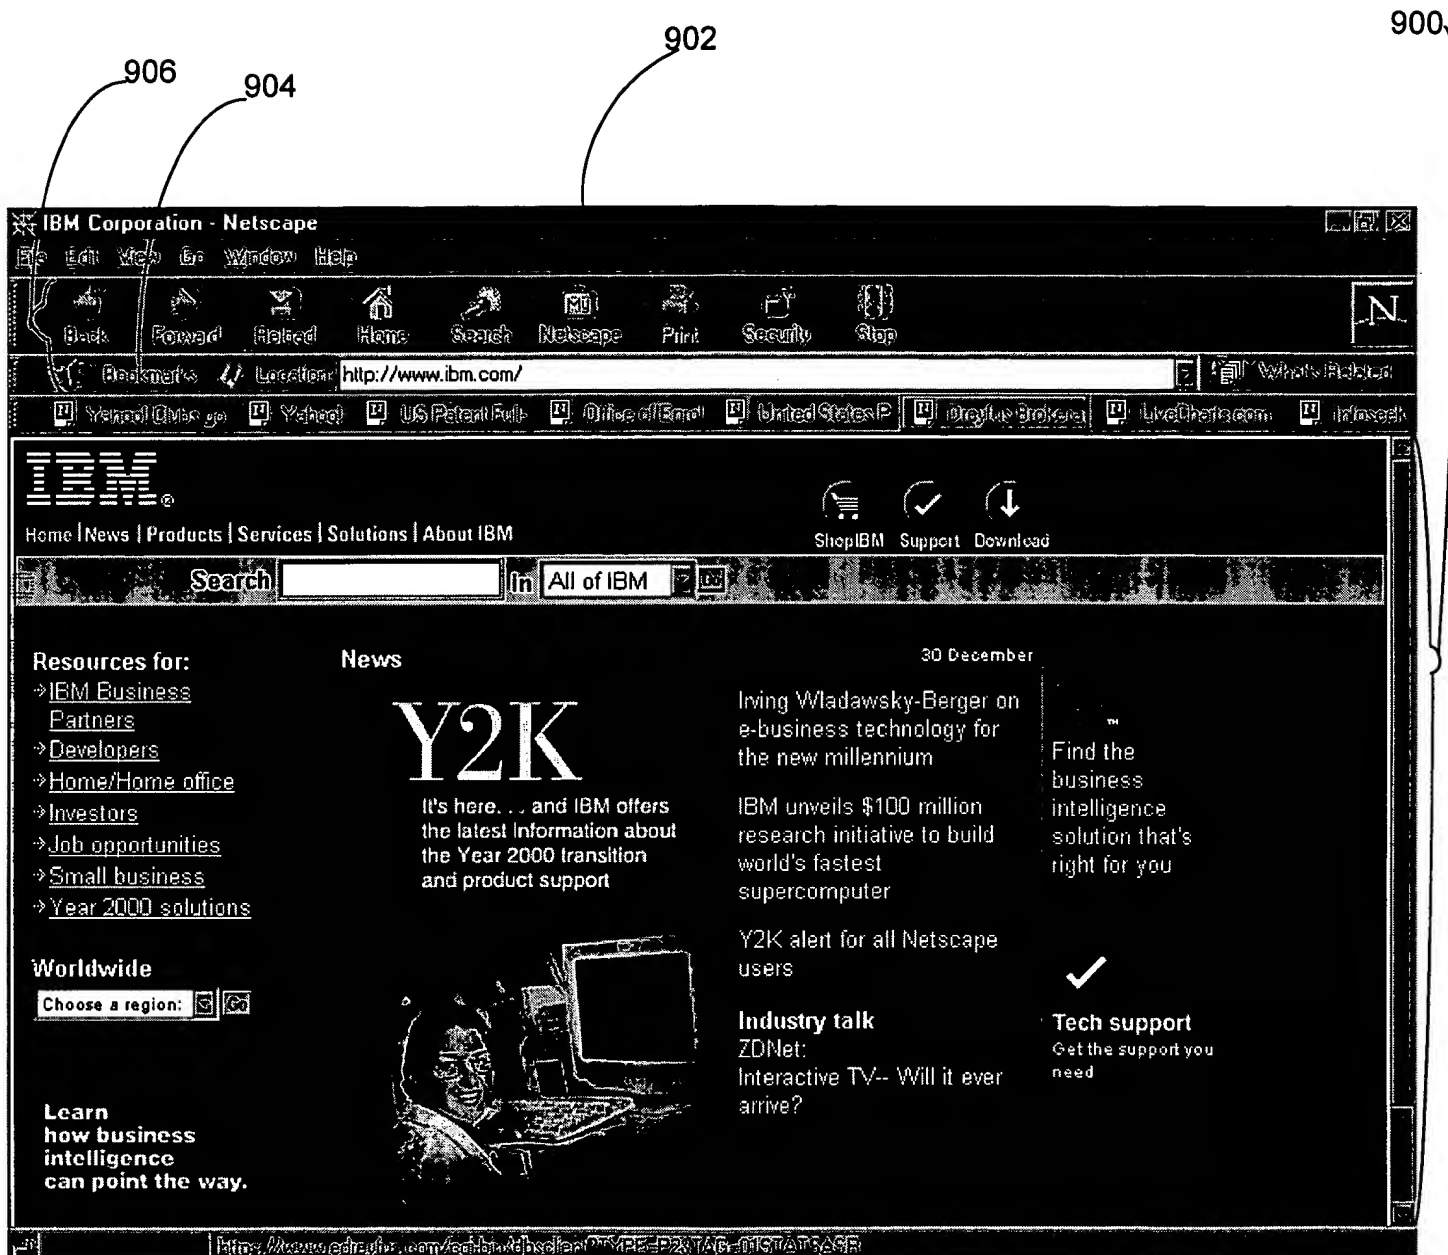 900
902
906
904
IBM Corporation - Netscape
File Edit View Go Window Help
Back Forward Reload Home Search Netscape Print Security Stop
N
Bookmarks Location: http://www.ibm.com/ What's Related
Yahoo! Clubs go Yahoo! US Patent Full- Office of Enrol United States P Dreyfus Brokera LiveCharts.com Infoseek
IBM®
Home | News | Products | Services | Solutions | About IBM
ShopIBM Support Download
Search in All of IBM
Resources for:
IBM Business
Partners
Developers
Home/Home office
Investors
Job opportunities
Small business
Year 2000 solutions
Worldwide
Choose a region: Go
Learn
how business
intelligence
can point the way.
News
Y2K
It's here. . . and IBM offers
the latest Information about
the Year 2000 transition
and product support
30 December
Irving Wladawsky-Berger on
e-business technology for
the new millennium
IBM unveils $100 million
research initiative to build
world's fastest
supercomputer
Y2K alert for all Netscape
users
Industry talk
ZDNet:
Interactive TV-- Will it ever
arrive?
™
Find the
business
intelligence
solution that's
right for you
Tech support
Get the support you
need